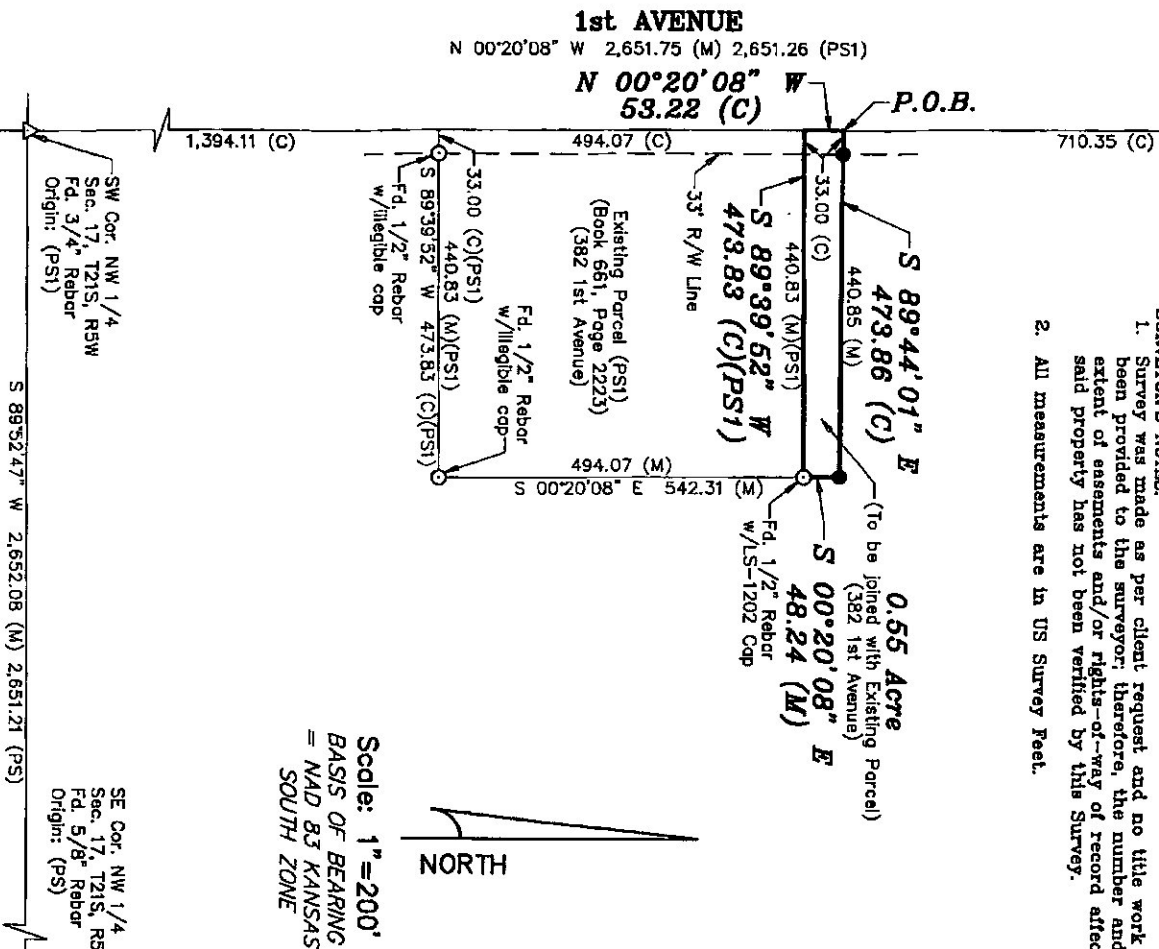 1st AVENUE
N 00°20'08" W 2,651.75 (M) 2,651.26 (PS1)
N 00°20'08" W
53.22 (C)
P.O.B.
1,394.11 (C)
494.07 (C)
710.35 (C)
SW Cor. NW 1/4
Sec. 17, T21S, R5W
Fd. 3/4" Rebar
Origin: (PS1)
Fd. 1/2" Rebar
w/illegible cap
33.00 (C)(PS1)
440.83 (M)(PS1)
S 89°39'52" W 473.83 (C)(PS1)
33' R/W Line
Existing Parcel (PS1)
(Book 661, Page 2223)
(382 1st Avenue)
Fd. 1/2" Rebar
w/illegible cap
494.07 (M)
S 00°20'08" E 542.31 (M)
33.00 (C)
S 89°39'52" W
473.83 (C)(PS1)
440.83 (M)(PS1)
440.85 (M)
S 89°44'01" E
473.86 (C)
0.55 Acre
(To be joined with Existing Parcel)
(382 1st Avenue)
S 00°20'08" E
48.24 (M)
Fd. 1/2" Rebar
w/LS-1202 Cap
1. Survey was made as per client request and no title work
been provided to the surveyor; therefore, the number and
extent of easements and/or rights-of-way of record
said property has not been verified by this Survey.
2. All measurements are in US Survey Feet.
NORTH
Scale: 1"=200'
BASIS OF BEARING
= NAD 83 KANSAS
SOUTH ZONE
S 89°52'47" W 2,652.08 (M) 2,651.21 (PS)
SE Cor. NW 1/4
Sec. 17, T21S,
Fd. 5/8" Rebar
Origin: (PS)